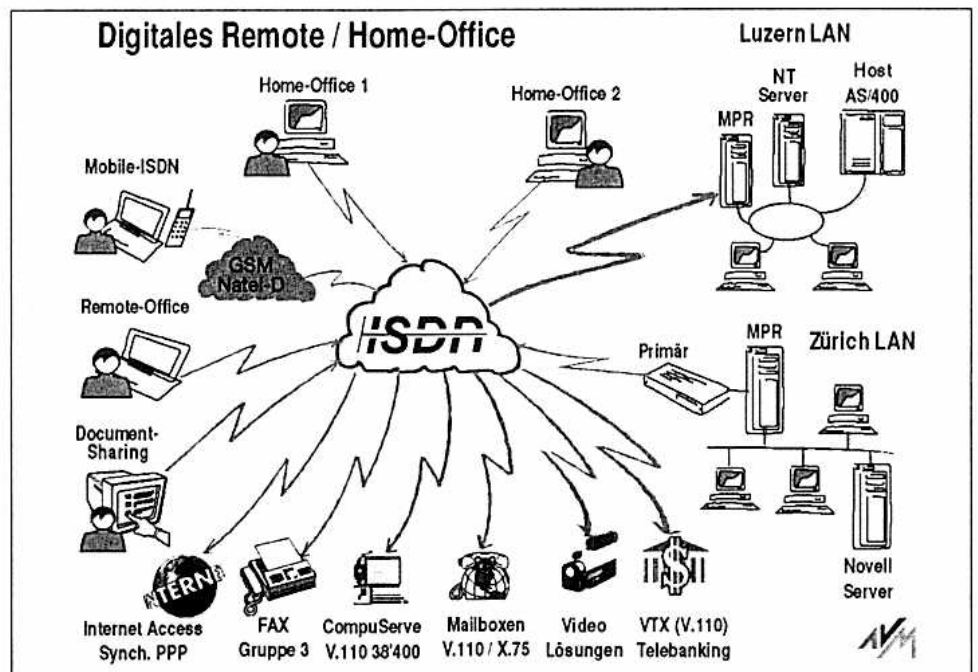 Digitales Remote / Home-Office
Luzern LAN
Home-Office 1
Home-Office 2
NT
Server
Host
AS/400
MPR
Mobile-ISDN
GSM
Natel-D
Remote-Office
ISDN
Primär
MPR
Zürich LAN
Document-
Sharing
INTERNET
Novell
Server
Internet Access
Synch. PPP
FAX
Gruppe 3
CompuServe
V.110 38'400
Mailboxen
V.110 / X.75
Video
Lösungen
VTX (V.110)
Telebanking
$
AVM